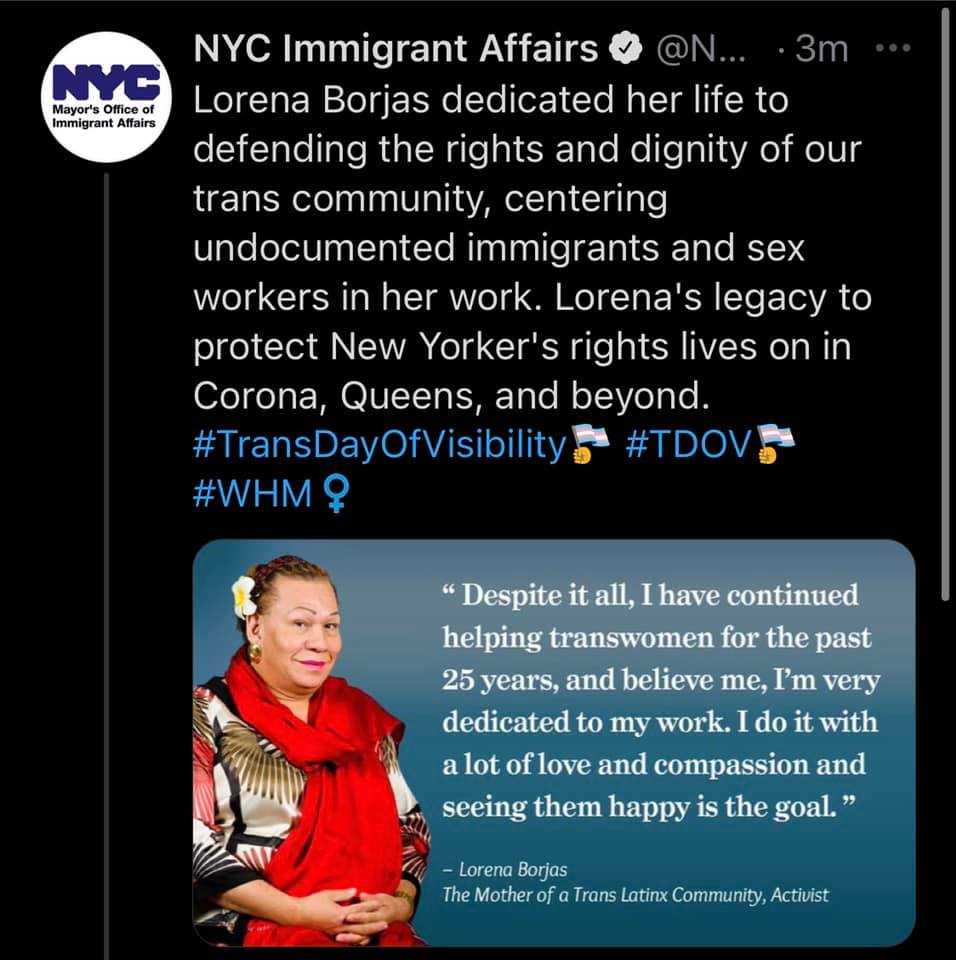 NYC
Mayor's Office of
Immigrant Affairs
NYC Immigrant Affairs @N... · 3m
Lorena Borjas dedicated her life to
defending the rights and dignity of our
trans community, centering
undocumented immigrants and sex
workers in her work. Lorena's legacy to
protect New Yorker's rights lives on in
Corona, Queens, and beyond.
#TransDayOfVisibility #TDOV
#WHM
“ Despite it all, I have continued
helping transwomen for the past
25 years, and believe me, I’m very
dedicated to my work. I do it with
a lot of love and compassion and
seeing them happy is the goal. ”
– Lorena Borjas
The Mother of a Trans Latinx Community, Activist